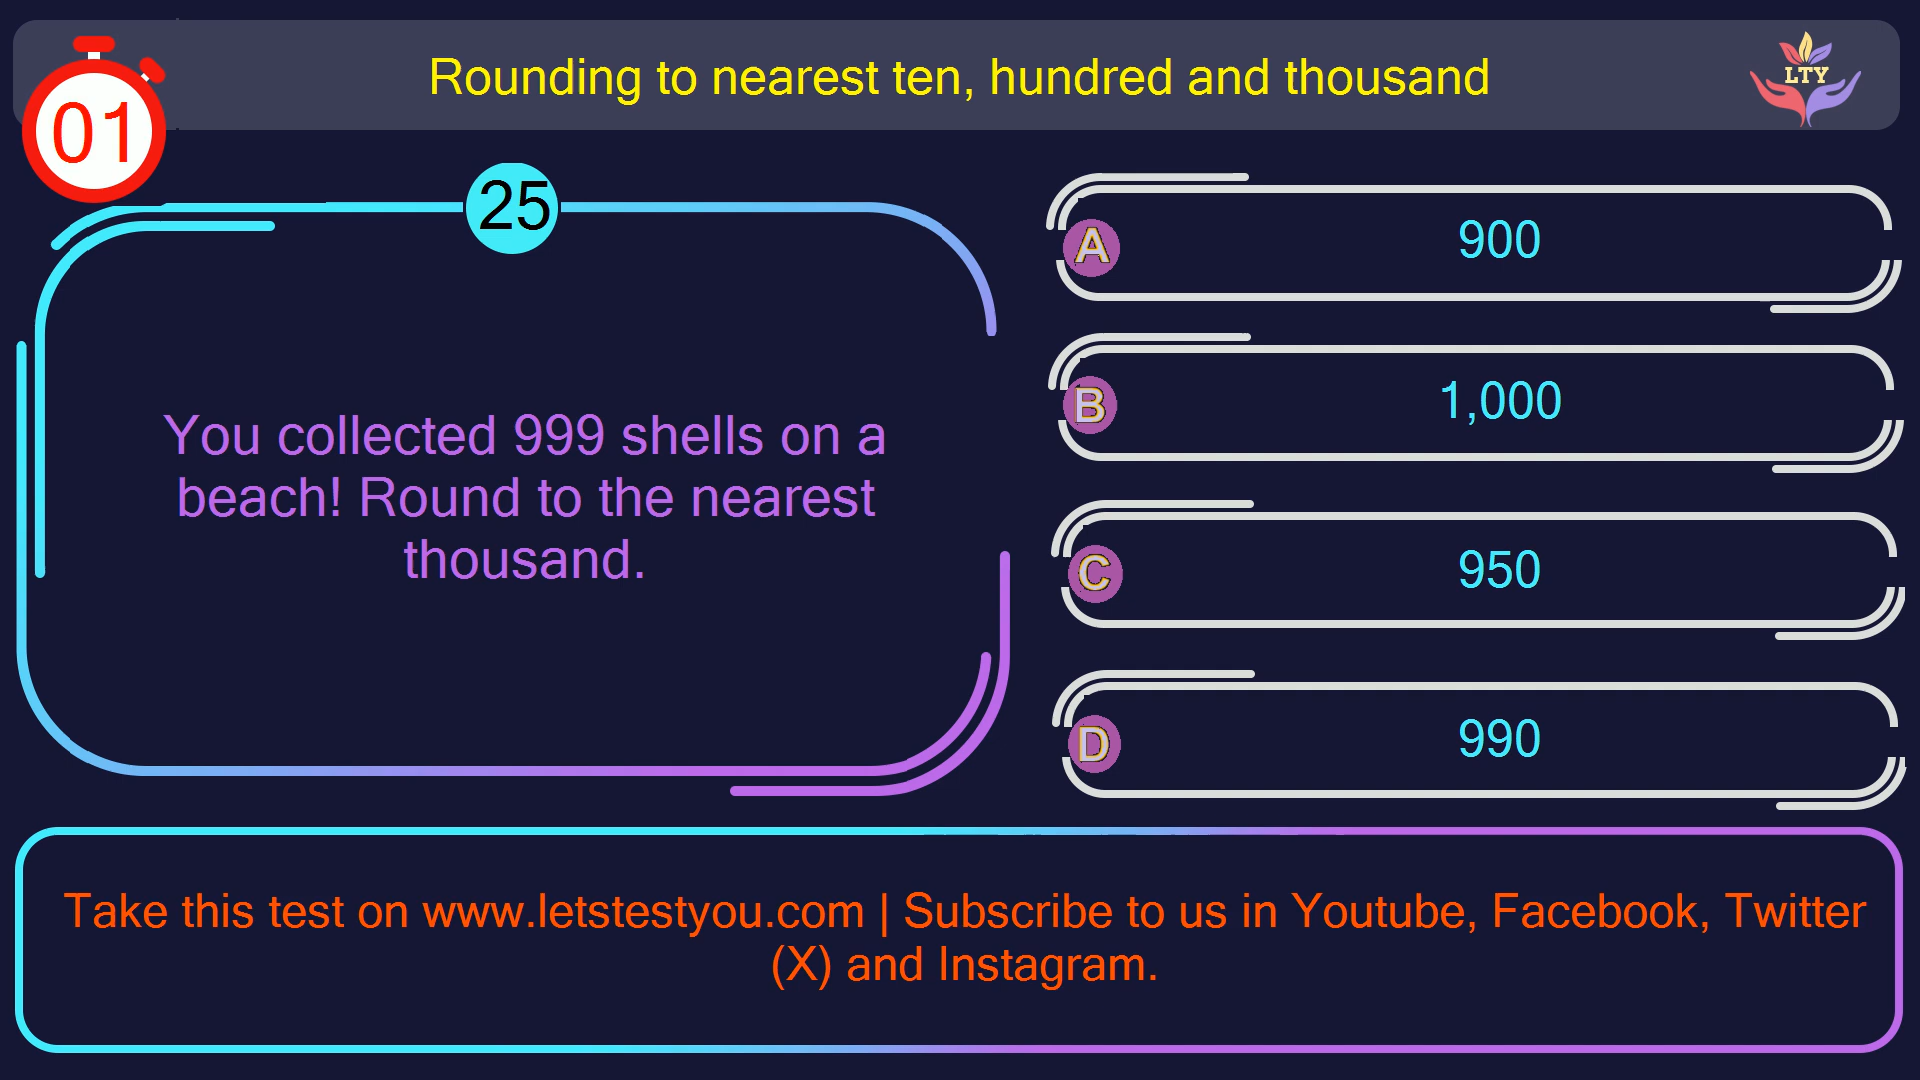 Rounding to nearest ten, hundred and thousand
LTY
01
25
You collected 999 shells on a
beach! Round to the nearest
thousand.
A
900
B
1,000
C
950
D
990
Take this test on www.letstestyou.com | Subscribe to us in Youtube, Facebook, Twitter
(X) and Instagram.